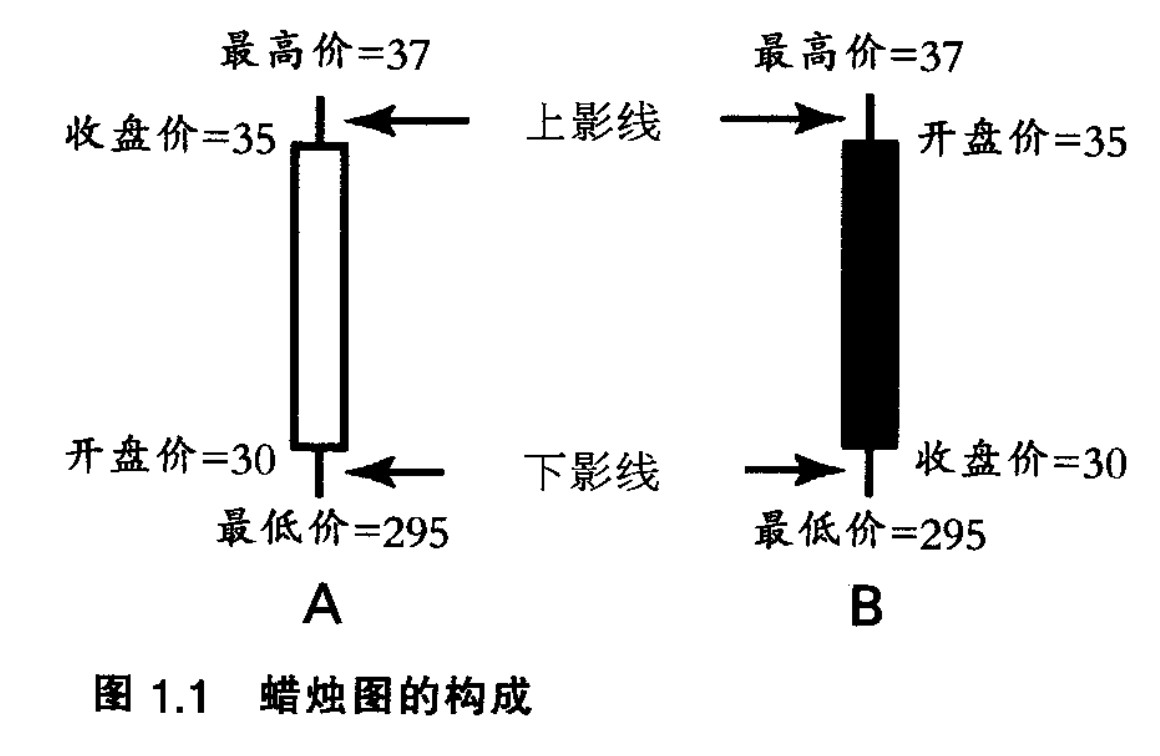 最高价=37 最高价=37
收盘价=35 上影线 开盘价=35
开盘价=30 下影线 收盘价=30
最低价=295 最低价=295
A B
图 1.1 蜡烛图的构成